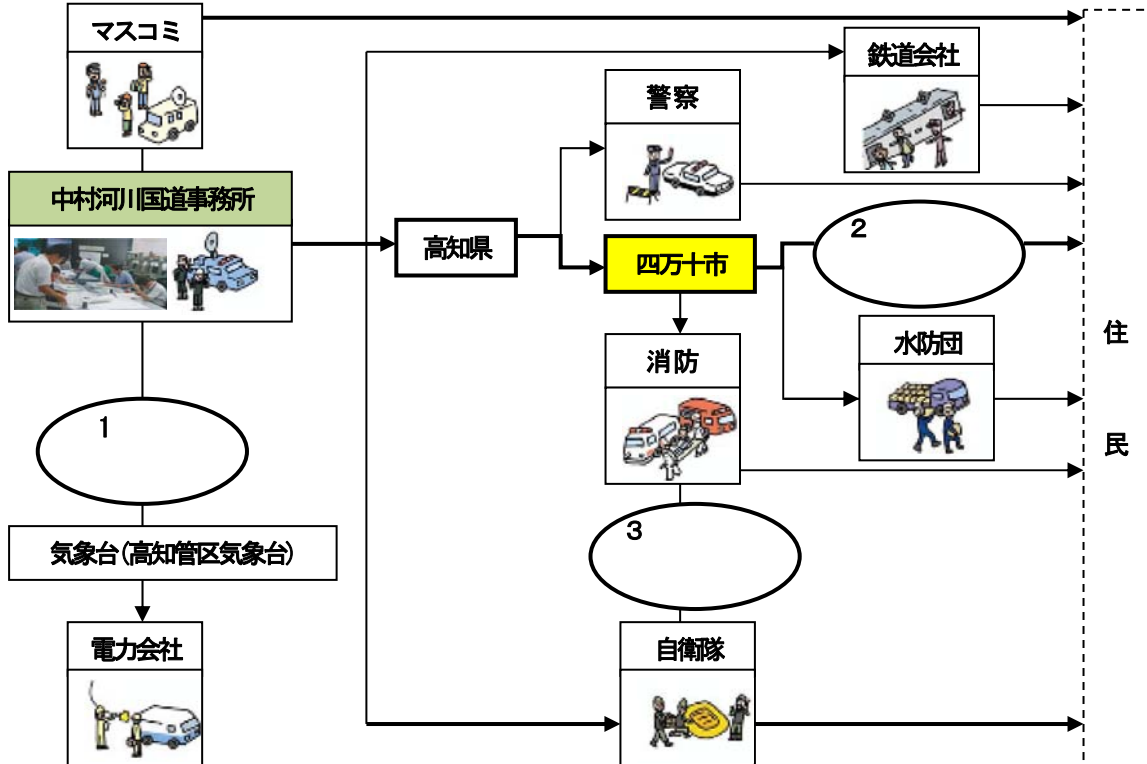 マスコミ
鉄道会社
警察
中村河川国道事務所
2
高知県
四万十市
住
民
水防団
消防
1
3
気象台(高知管区気象台)
電力会社
自衛隊